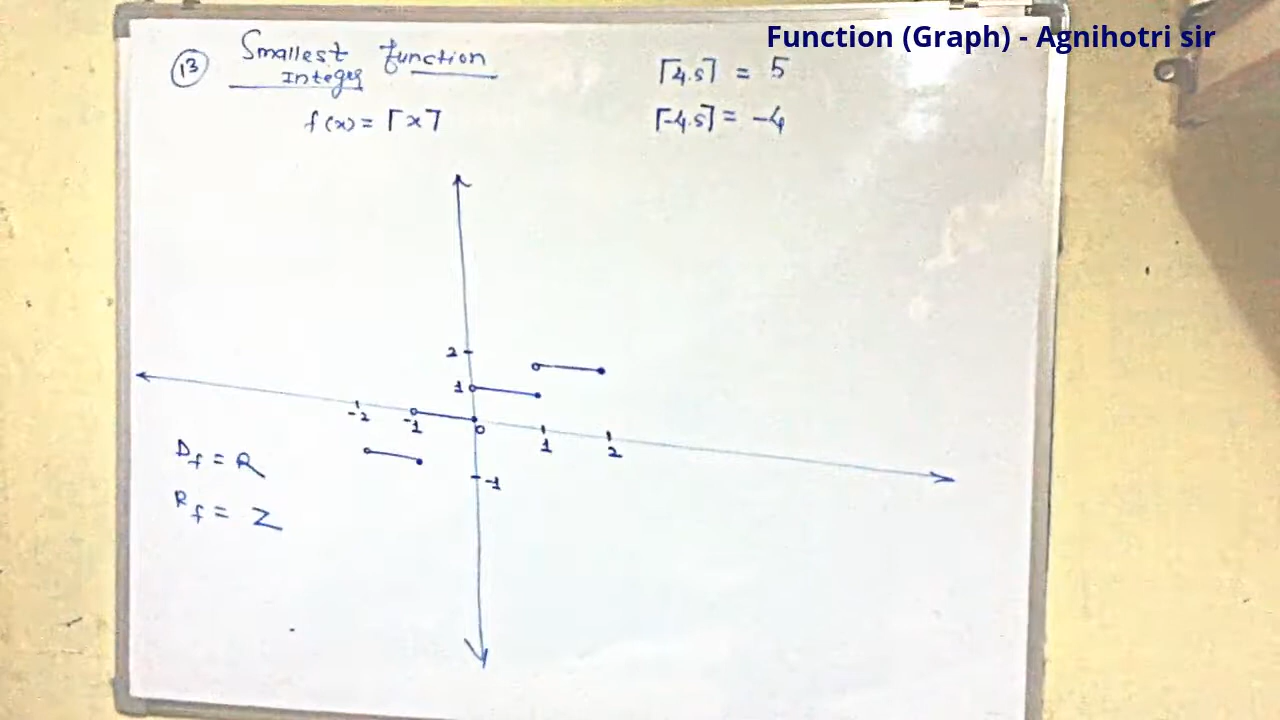 Function (Graph) - Agnihotri sir
13 Smallest Integer function
f(x) = ⌈x⌉
⌈4.5⌉ = 5
⌈-4.5⌉ = -4
2
1
-2 -1 0 1 2
-1
Df = R
Rf = Z